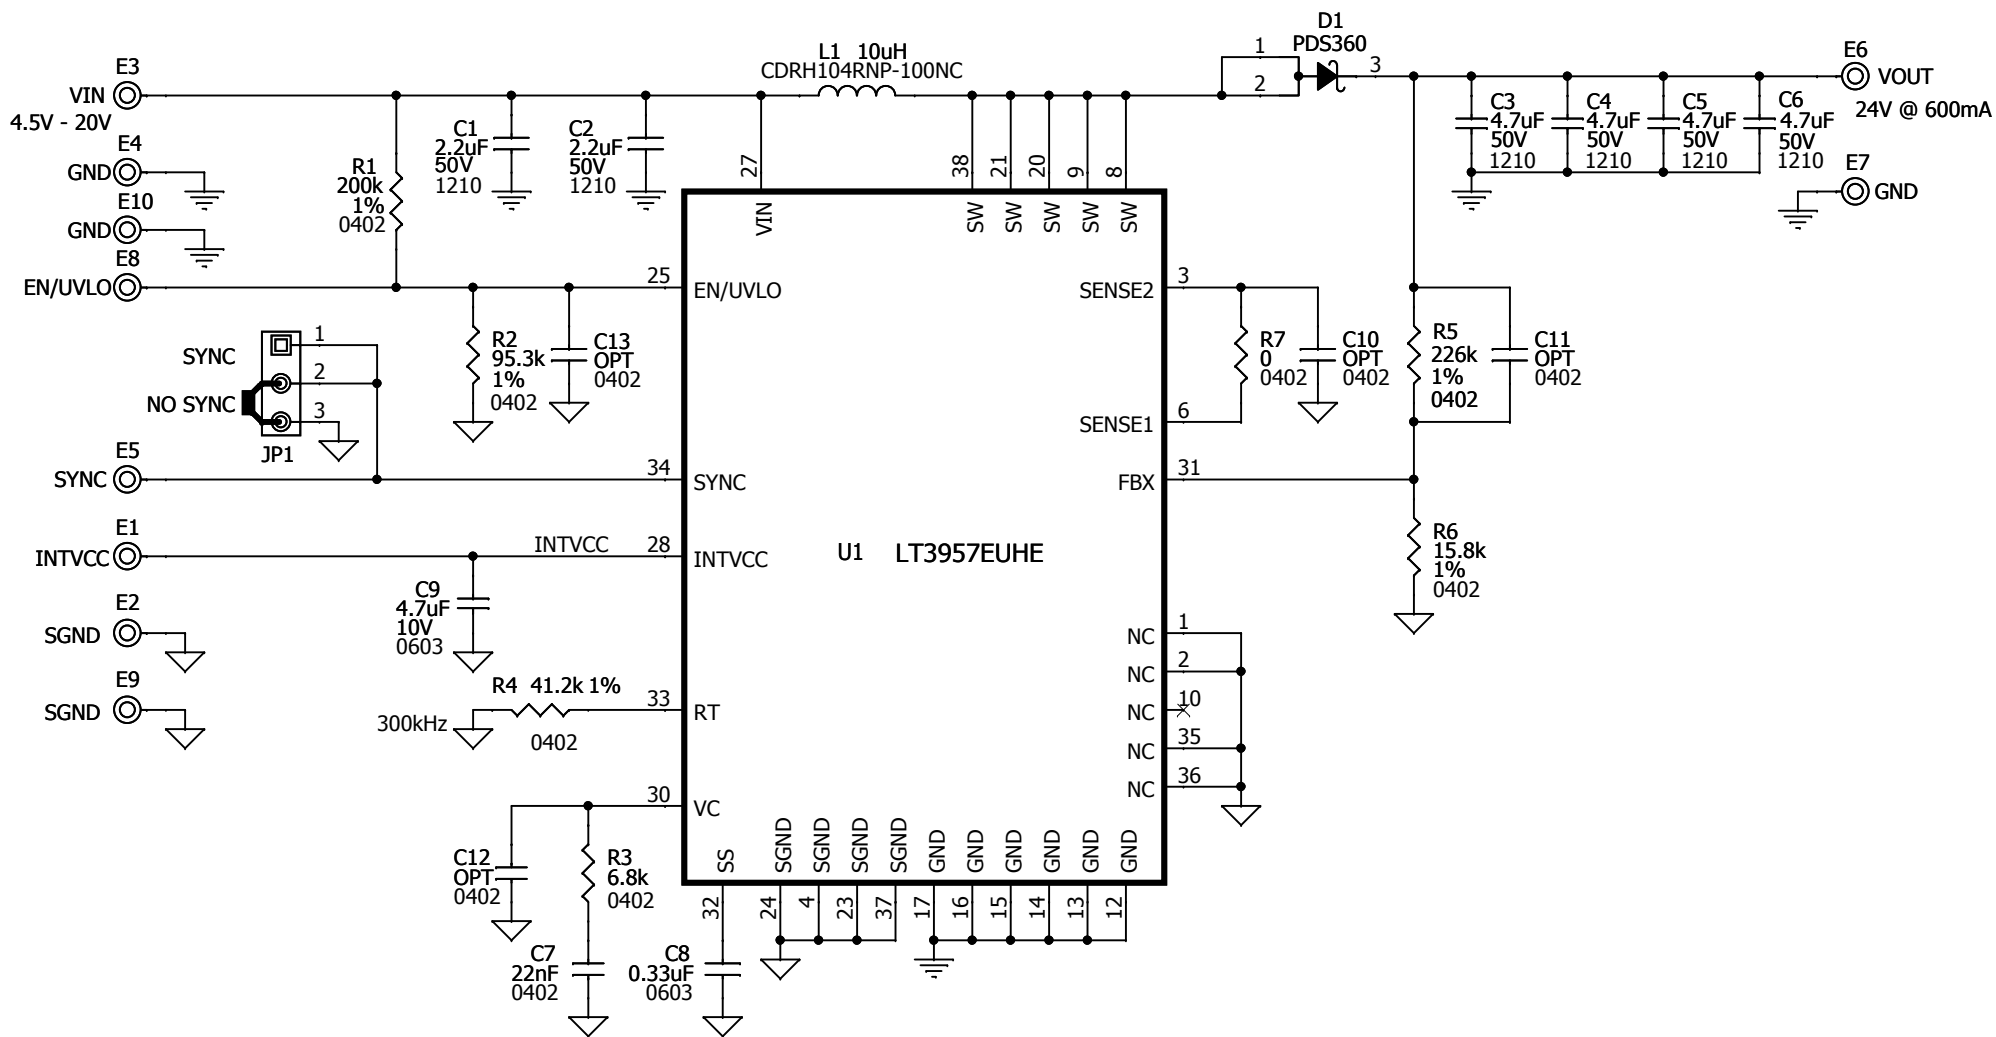 D1
PDS360
1
2
3
E6
VOUT
24V @ 600mA
E7
GND
L1 10uH
CDRH104RNP-100NC
E3
VIN
4.5V - 20V
E4
GND
E10
GND
E8
EN/UVLO
R1
200k
1%
0402
C1
2.2uF
50V
1210
C2
2.2uF
50V
1210
C3
4.7uF
50V
1210
C4
4.7uF
50V
1210
C5
4.7uF
50V
1210
C6
4.7uF
50V
1210
27
38
21
20
9
8
VIN
SW
SW
SW
SW
SW
25
EN/UVLO
SENSE2
3
R2
95.3k
1%
0402
C13
OPT
0402
R7
0
0402
C10
OPT
0402
R5
226k
1%
0402
C11
OPT
0402
SYNC
NO SYNC
1
2
3
JP1
SENSE1
6
E5
SYNC
34
SYNC
FBX
31
R6
15.8k
1%
0402
E1
INTVCC
INTVCC
28
INTVCC
U1 LT3957EUHE
C9
4.7uF
10V
0603
E2
SGND
E9
SGND
R4 41.2k 1%
300kHz
0402
33
RT
NC
1
NC
2
NC
10
NC
35
NC
36
30
VC
C12
OPT
0402
R3
6.8k
0402
C7
22nF
0402
C8
0.33uF
0603
SS
SGND
SGND
SGND
SGND
GND
GND
GND
GND
GND
GND
32
24
4
23
37
17
16
15
14
13
12